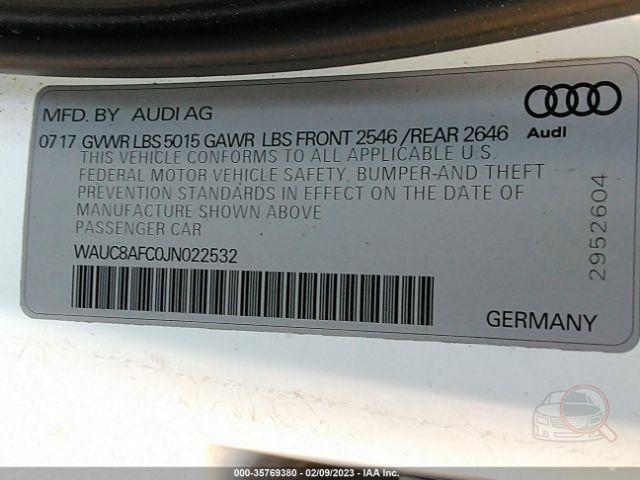 MFD. BY AUDI AG
07 17 GVWR LBS 5015 GAWR LBS FRONT 2546 /REAR 2646
Audi
THIS VEHICLE CONFORMS TO ALL APPLICABLE U.S.
FEDERAL MOTOR VEHICLE SAFETY, BUMPER-AND THEFT
PREVENTION STANDARDS IN EFFECT ON THE DATE OF
MANUFACTURE SHOWN ABOVE
PASSENGER CAR
WAUC8AFC0JN022532
2952604
GERMANY
000-35769380 - 02/09/2023 - IAA Inc.